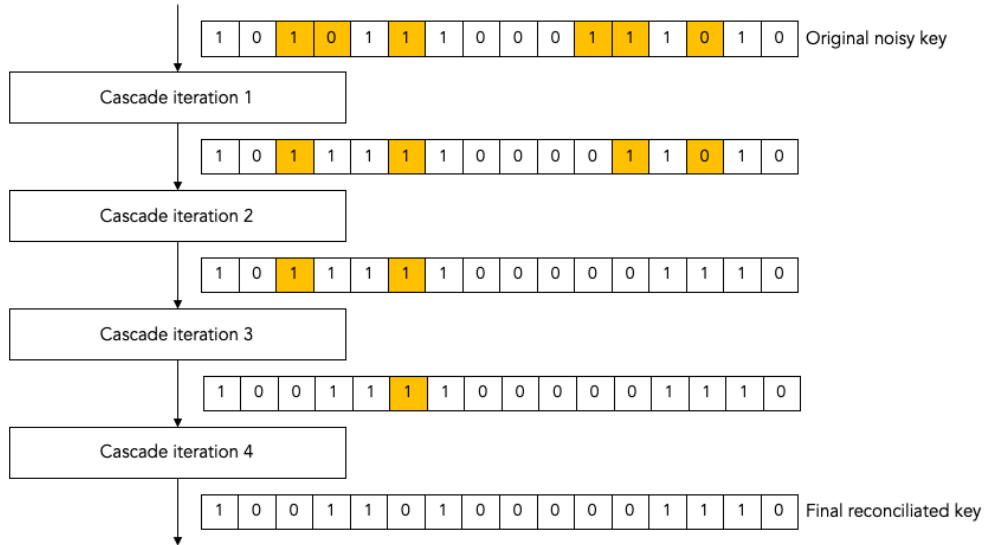 1 0 1 0 1 1 1 0 0 0 1 1 1 0 1 0 Original noisy key
Cascade iteration 1
1 0 1 1 1 1 1 0 0 0 0 1 1 0 1 0
Cascade iteration 2
1 0 1 1 1 1 1 0 0 0 0 0 1 1 1 0
Cascade iteration 3
1 0 0 1 1 1 1 0 0 0 0 0 1 1 1 0
Cascade iteration 4
1 0 0 1 1 0 1 0 0 0 0 0 1 1 1 0 Final reconciliated key